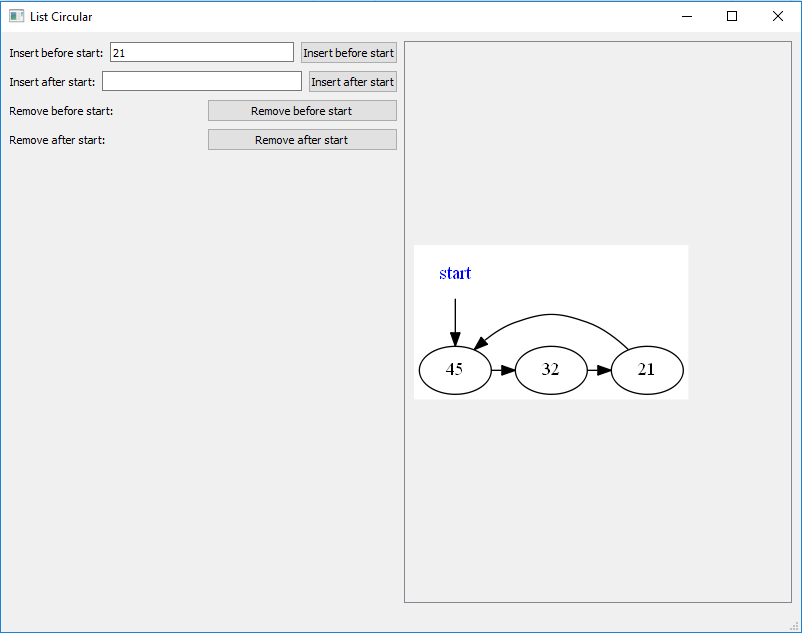 List Circular
Insert before start: 21 Insert before start
Insert after start: Insert after start
Remove before start: Remove before start
Remove after start: Remove after start
start
45 32 21